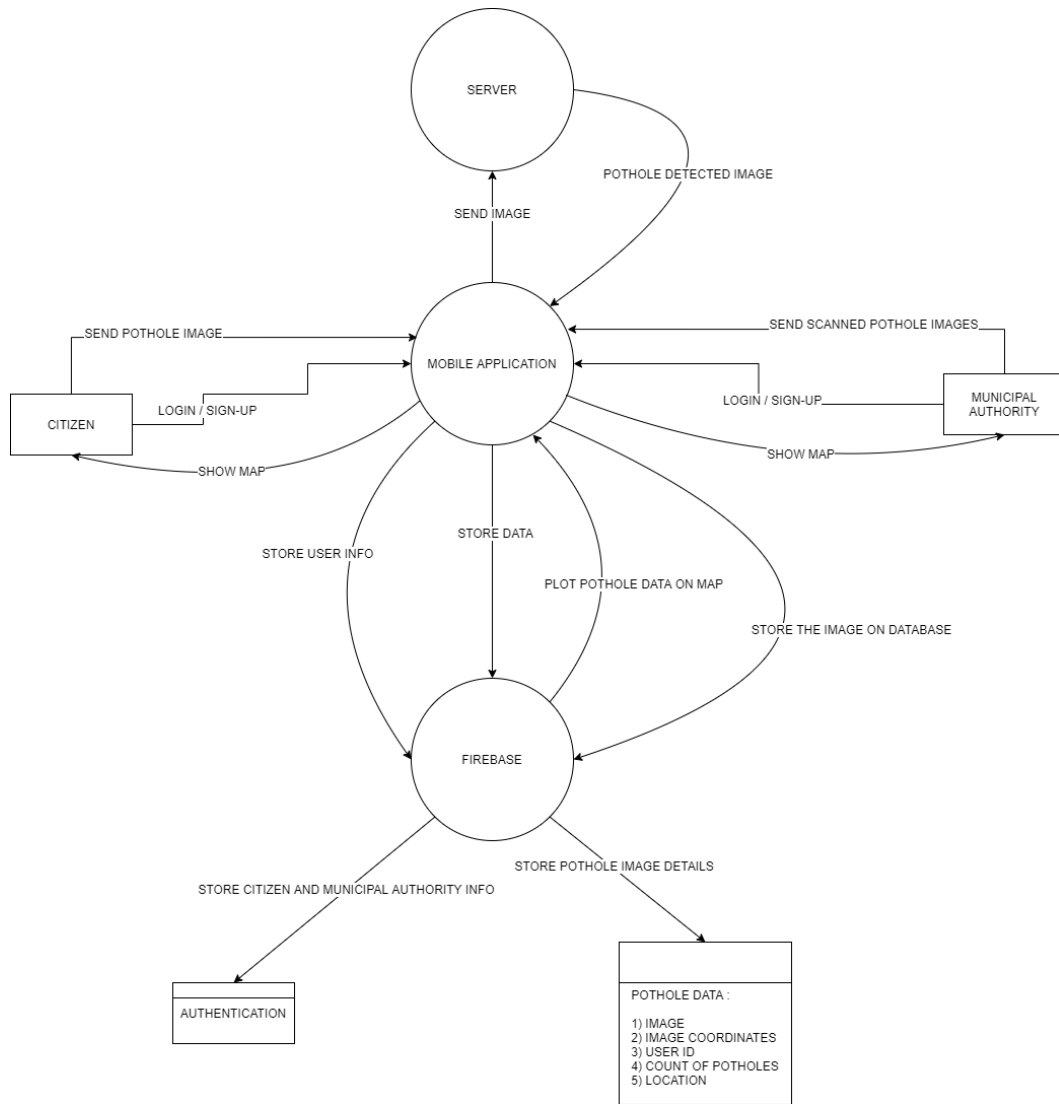 SERVER
POTHOLE DETECTED IMAGE
SEND IMAGE
SEND POTHOLE IMAGE
SEND SCANNED POTHOLE IMAGES
MOBILE APPLICATION
LOGIN / SIGN-UP
CITIZEN
LOGIN / SIGN-UP
MUNICIPAL
AUTHORITY
SHOW MAP
SHOW MAP
STORE USER INFO
STORE DATA
PLOT POTHOLE DATA ON MAP
STORE THE IMAGE ON DATABASE
FIREBASE
STORE POTHOLE IMAGE DETAILS
STORE CITIZEN AND MUNICIPAL AUTHORITY INFO
AUTHENTICATION
POTHOLE DATA :
1) IMAGE
2) IMAGE COORDINATES
3) USER ID
4) COUNT OF POTHOLES
5) LOCATION